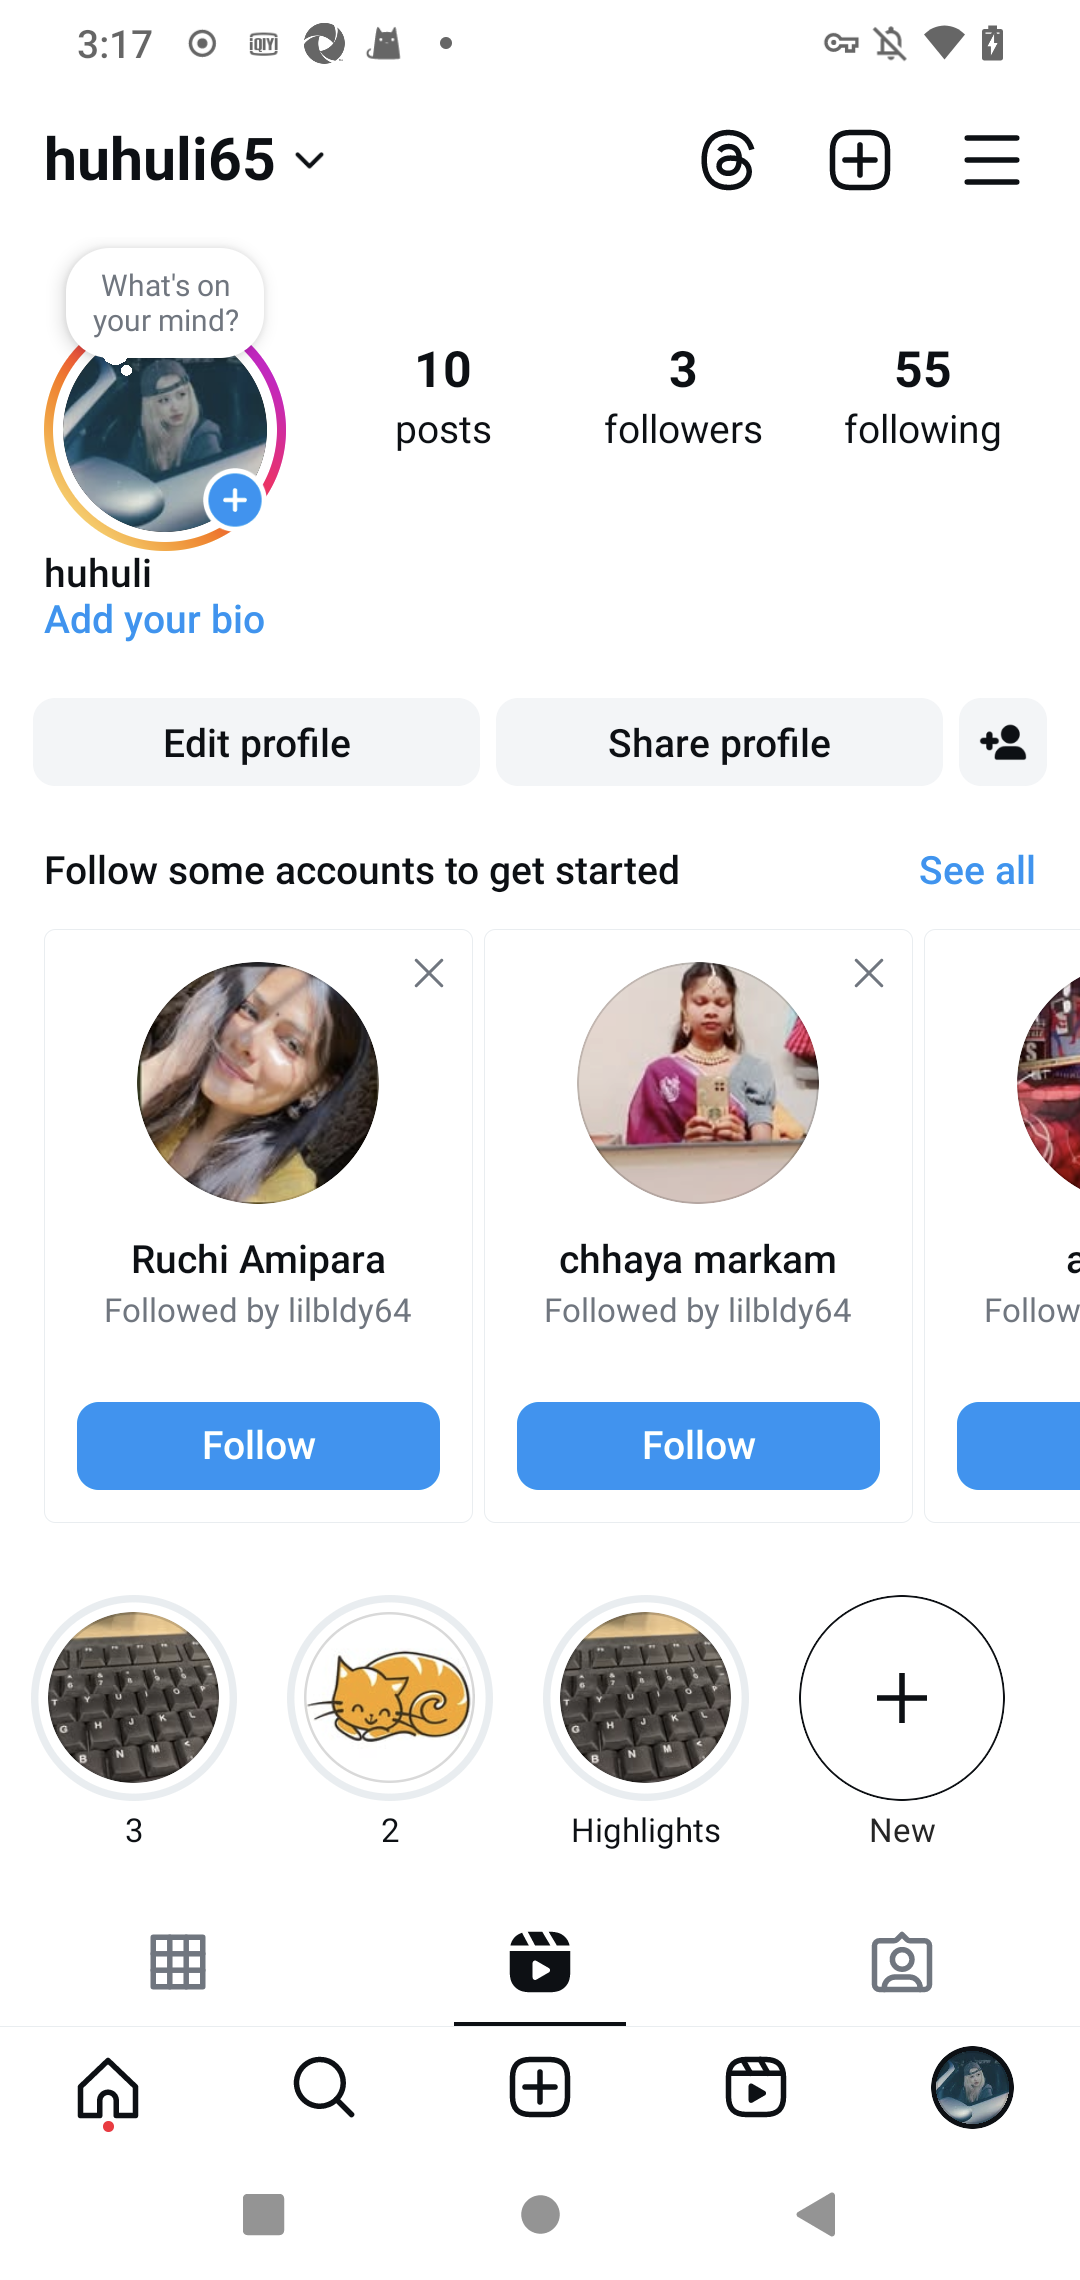 3:17
iQIYI
huhuli65
What's on
your mind?
10
posts
3
followers
55
following
huhuli
Add your bio
Edit profile
Share profile
Follow some accounts to get started
See all
Ruchi Amipara
Followed by lilbldy64
Follow
chhaya markam
Followed by lilbldy64
Follow
a
Follow
3
2
Highlights
New